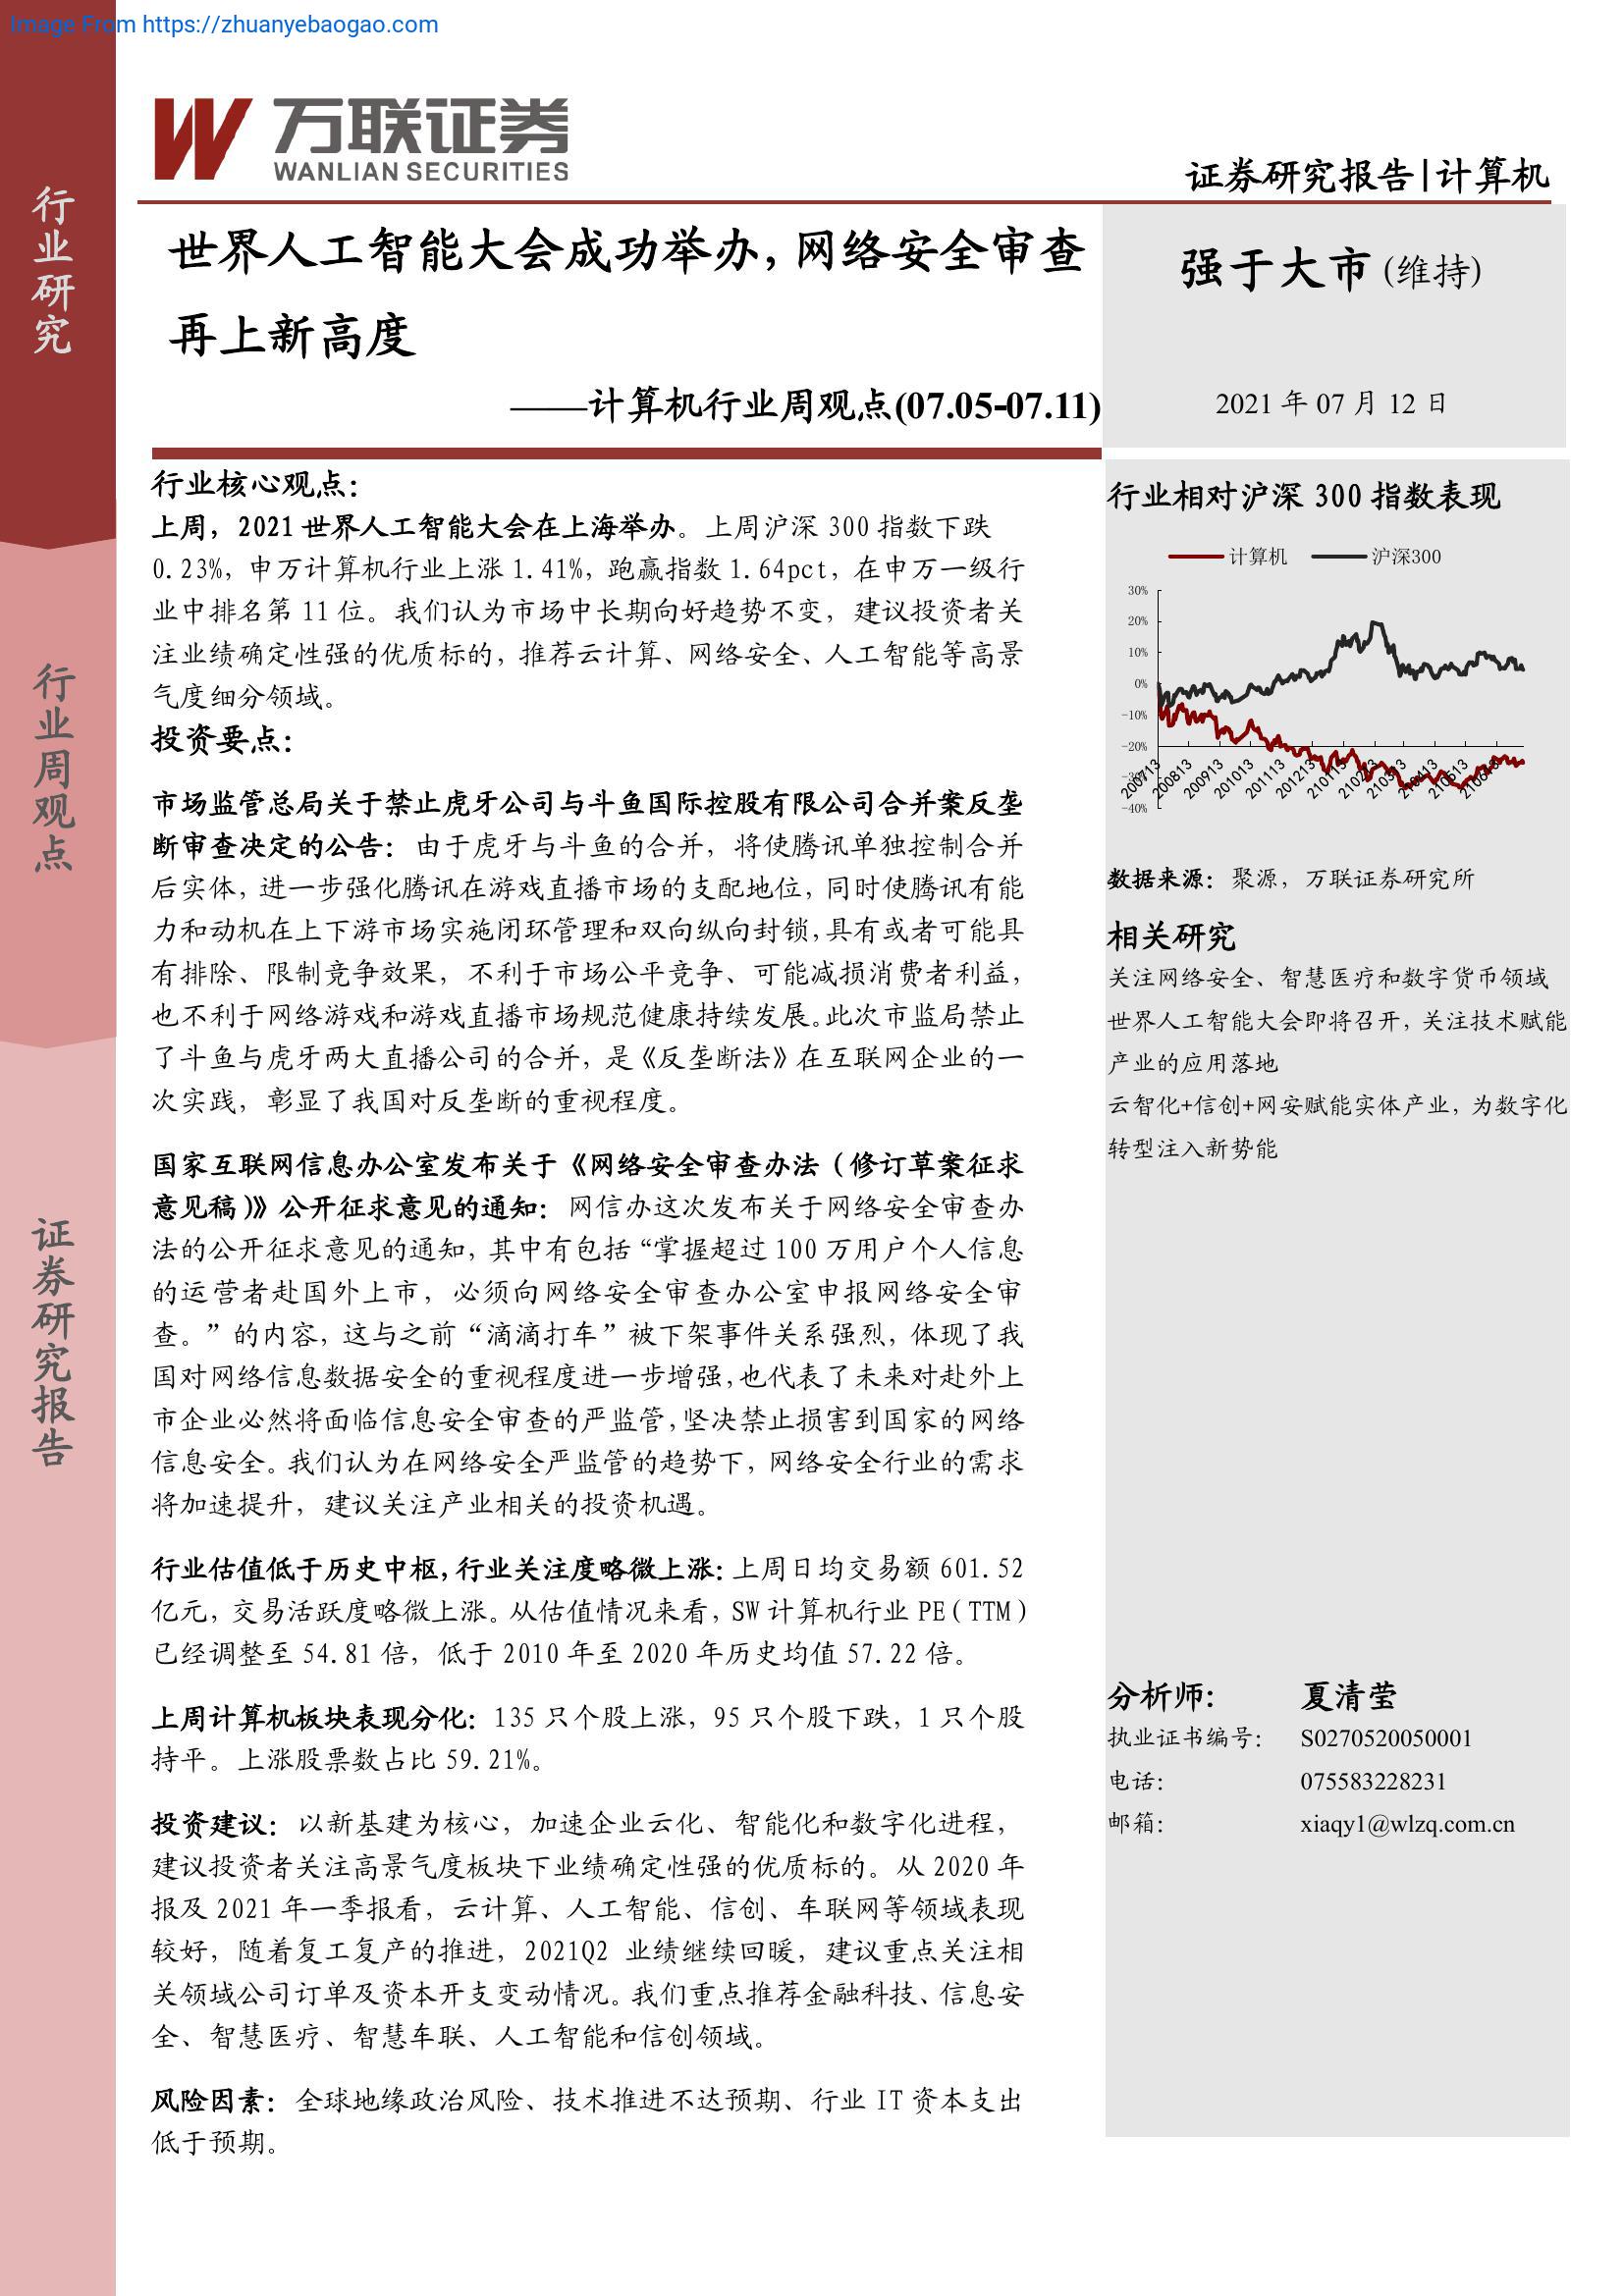 Image From https://zhuanyebaogao.com
万联证券
WANLIAN SECURITIES
证券研究报告|计算机
行业研究
行业周观点
证券研究报告
世界人工智能大会成功举办,网络安全审查
再上新高度
——计算机行业周观点(07.05-07.11)
强于大市(维持)
2021 年 07 月 12 日
行业核心观点:
上周, 2021 世界人工智能大会在上海举办。上周沪深 300 指数下跌
0.23%, 申万计算机行业上涨 1.41%, 跑赢指数 1.64pct, 在申万一级行
业中排名第 11 位。我们认为市场中长期向好趋势不变, 建议投资者关
注业绩确定性强的优质标的, 推荐云计算、网络安全、人工智能等高景
气度细分领域。
投资要点:
市场监管总局关于禁止虎牙公司与斗鱼国际控股有限公司合并案反垄
断审查决定的公告: 由于虎牙与斗鱼的合并, 将使腾讯单独控制合并
后实体, 进一步强化腾讯在游戏直播市场的支配地位, 同时使腾讯有能
力和动机在上下游市场实施闭环管理和双向纵向封锁,具有或者可能具
有排除、限制竞争效果, 不利于市场公平竞争、可能减损消费者利益,
也不利于网络游戏和游戏直播市场规范健康持续发展。此次市监局禁止
了斗鱼与虎牙两大直播公司的合并, 是《反垄断法》在互联网企业的一
次实践, 彰显了我国对反垄断的重视程度。
国家互联网信息办公室发布关于《网络安全审查办法(修订草案征求
意见稿)》公开征求意见的通知: 网信办这次发布关于网络安全审查办
法的公开征求意见的通知, 其中有包括“掌握超过 100 万用户个人信息
的运营者赴国外上市, 必须向网络安全审查办公室申报网络安全审
查。”的内容, 这与之前“滴滴打车”被下架事件关系强烈, 体现了我
国对网络信息数据安全的重视程度进一步增强,也代表了未来对赴外上
市企业必然将面临信息安全审查的严监管,坚决禁止损害到国家的网络
信息安全。我们认为在网络安全严监管的趋势下, 网络安全行业的需求
将加速提升, 建议关注产业相关的投资机遇。
行业估值低于历史中枢,行业关注度略微上涨: 上周日均交易额 601.52
亿元, 交易活跃度略微上涨。从估值情况来看, SW 计算机行业 PE(TTM)
已经调整至 54.81 倍, 低于 2010 年至 2020 年历史均值 57.22 倍。
上周计算机板块表现分化: 135 只个股上涨, 95 只个股下跌, 1 只个股
持平。上涨股票数占比 59.21%。
投资建议: 以新基建为核心, 加速企业云化、智能化和数字化进程,
建议投资者关注高景气度板块下业绩确定性强的优质标的。从 2020 年
报及 2021 年一季报看, 云计算、人工智能、信创、车联网等领域表现
较好, 随着复工复产的推进, 2021Q2 业绩继续回暖, 建议重点关注相
关领域公司订单及资本开支变动情况。我们重点推荐金融科技、信息安
全、智慧医疗、智慧车联、人工智能和信创领域。
风险因素: 全球地缘政治风险、技术推进不达预期、行业 IT 资本支出
低于预期。
行业相对沪深 300 指数表现
计算机 沪深300
30%
20%
10%
0%
-10%
-20%
-30%
-40%
200713 200813 200913 201013 201113 201213 210113 210213 210313 210413 210513 210613
数据来源: 聚源, 万联证券研究所
相关研究
关注网络安全、智慧医疗和数字货币领域
世界人工智能大会即将召开, 关注技术赋能
产业的应用落地
云智化+信创+网安赋能实体产业, 为数字化
转型注入新势能
分析师: 夏清莹
执业证书编号: S0270520050001
电话: 075583228231
邮箱: xiaqy1@wlzq.com.cn